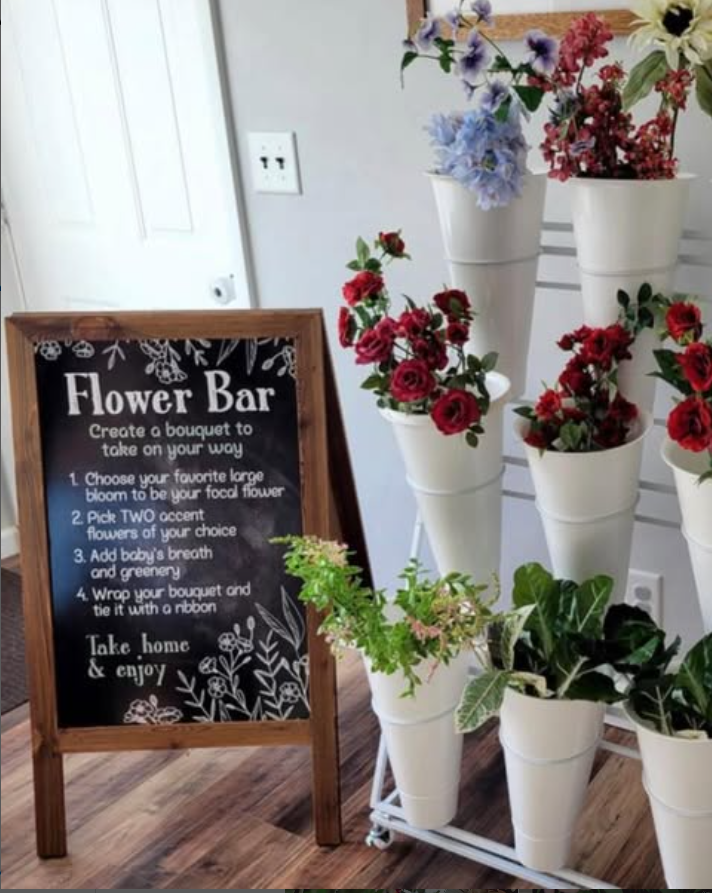 Flower Bar
Create a bouquet to
take on your way
1. Choose your favorite large
bloom to be your focal flower
2. Pick TWO accent
flowers of your choice
3. Add baby's breath
and greenery
4. Wrap your bouquet and
tie it with a ribbon
Take home
& enjoy